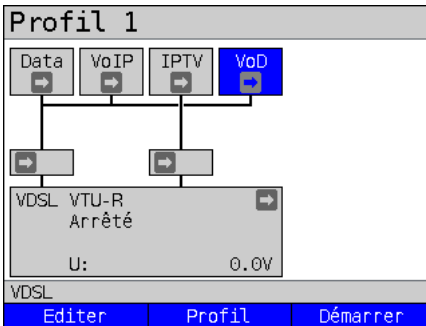 Profil 1
Data VoIP IPTV VoD
VDSL VTU-R
Arrêté
U: 0.0V
VDSL
Editer Profil Démarrer